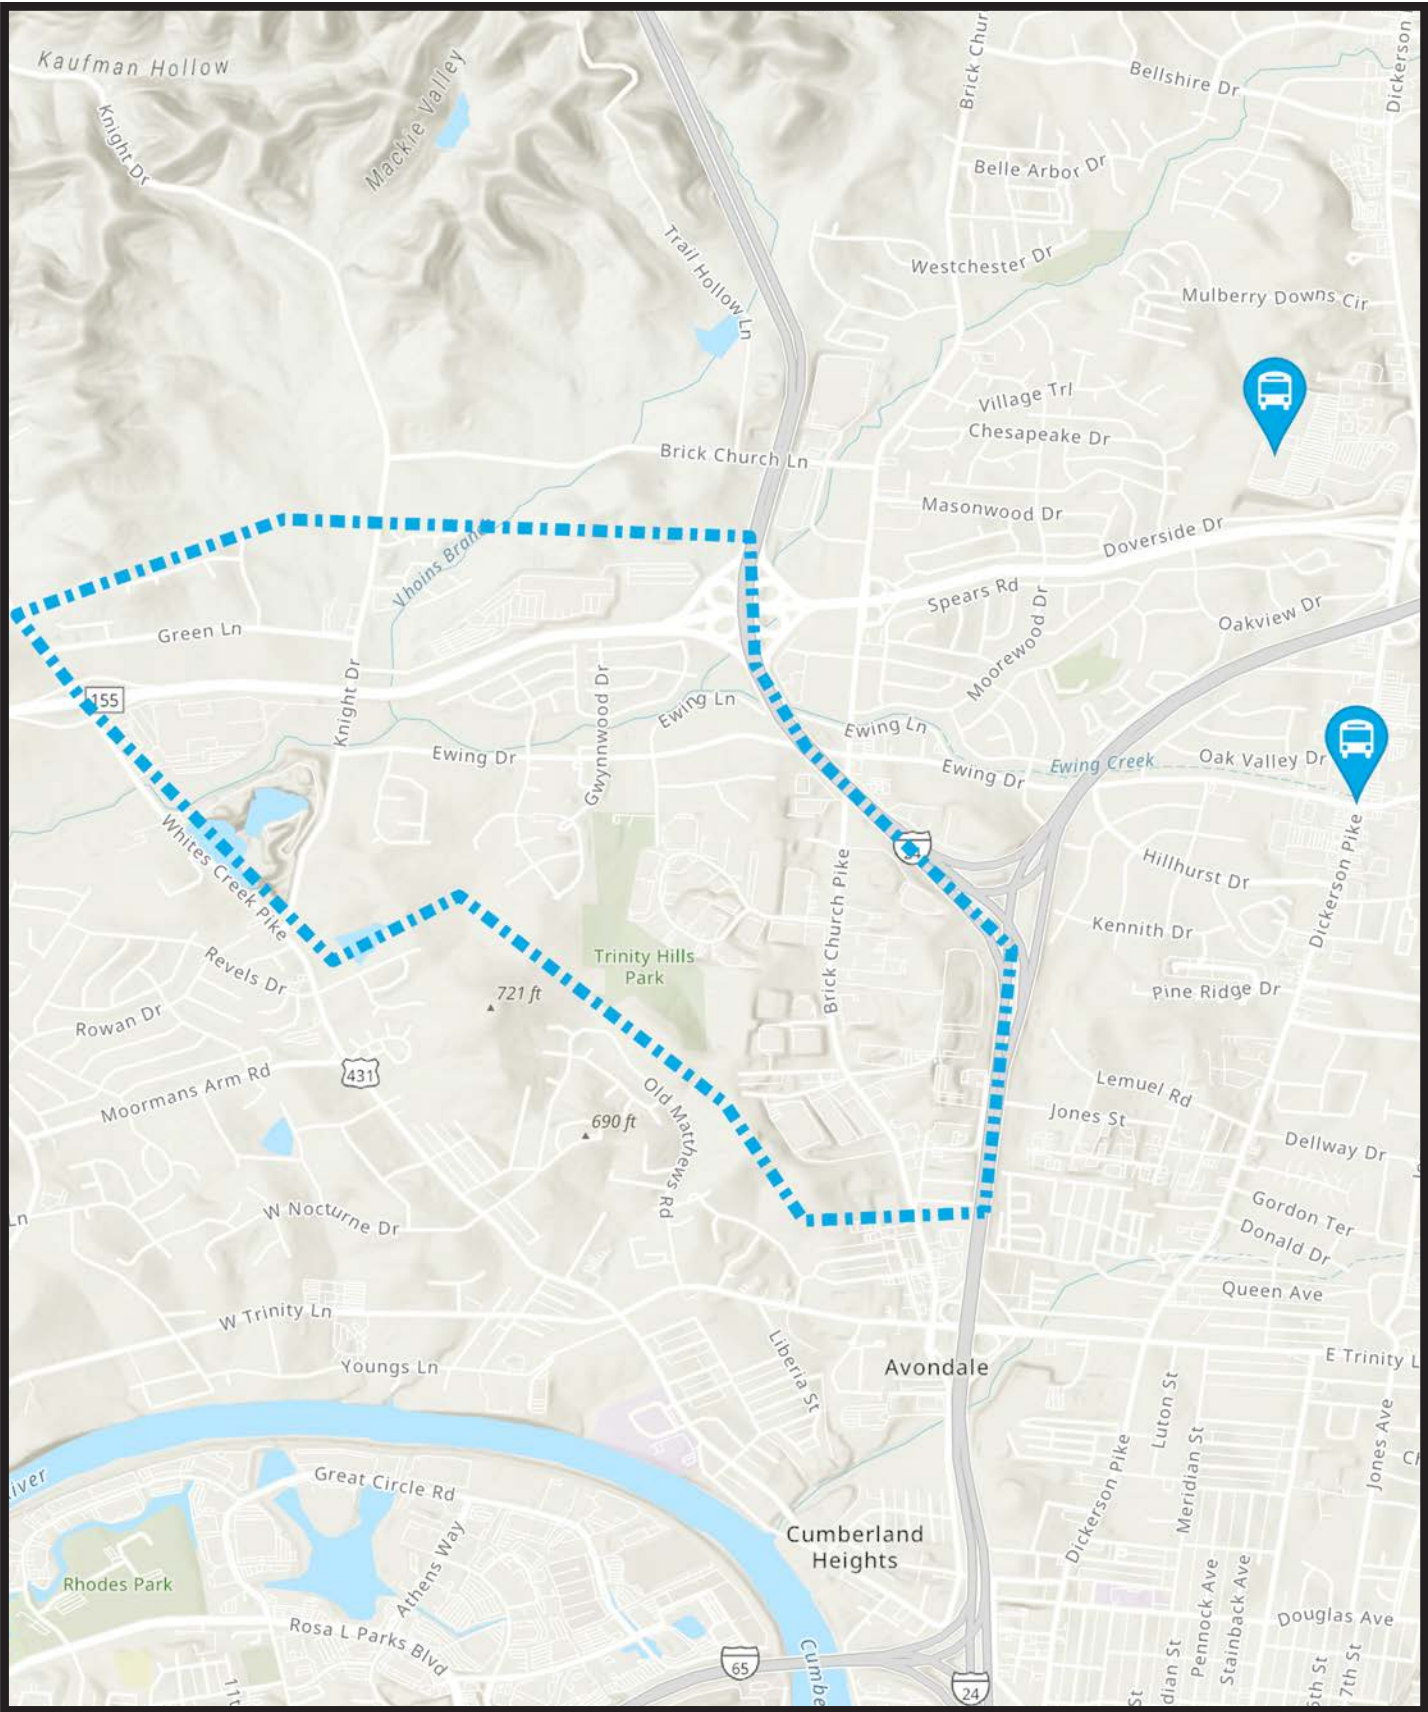 Kaufman Hollow
Mackie Valley
Knight Dr
Brick Chur
Dickerson
Bellshire Dr
Belle Arbor Dr
Westchester Dr
Trail Hollow Ln
Mulberry Downs Cir
Village Trl
Chesapeake Dr
Brick Church Ln
Masonwood Dr
Doverside Dr
Spears Rd
Moorewood Dr
Oakview Dr
Green Ln
155
Knight Dr
Gwynnwood Dr
Ewing Ln
Ewing Ln
Ewing Dr
Ewing Dr
Ewing Creek
Oak Valley Dr
Whites Creek Pike
Hillhurst Dr
Dickerson Pike
Brick Church Pike
Kennith Dr
Trinity Hills
Park
Revels Dr
721 ft
Pine Ridge Dr
Rowan Dr
431
Moormans Arm Rd
690 ft
Old Matthews Rd
Lemuel Rd
Jones St
Dellway Dr
W Nocturne Dr
Ln
Gordon Ter
Donald Dr
Queen Ave
W Trinity Ln
Youngs Ln
Liberia St
Avondale
E Trinity L
Luton St
Meridian St
Jones Ave
Dickerson Pike
iver
Great Circle Rd
Athens Way
Cumberland
Heights
Rhodes Park
Rosa L Parks Blvd
Pennock Ave
Stainback Ave
Douglas Ave
65
24
Cumbe
11t
St
dian St
7th St